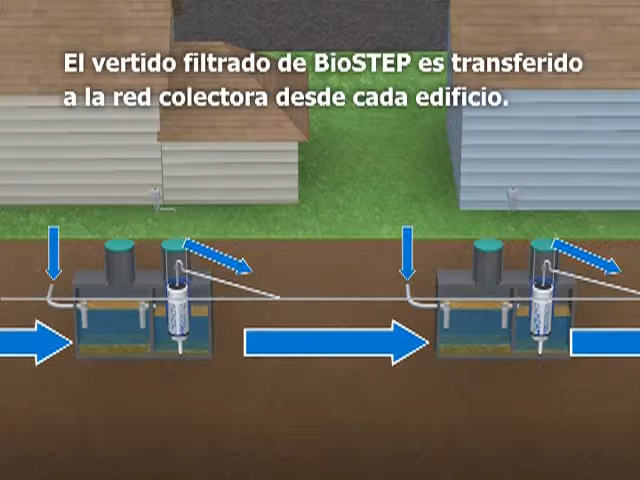 El vertido filtrado de BioSTEP es transferido
a la red colectora desde cada edificio.